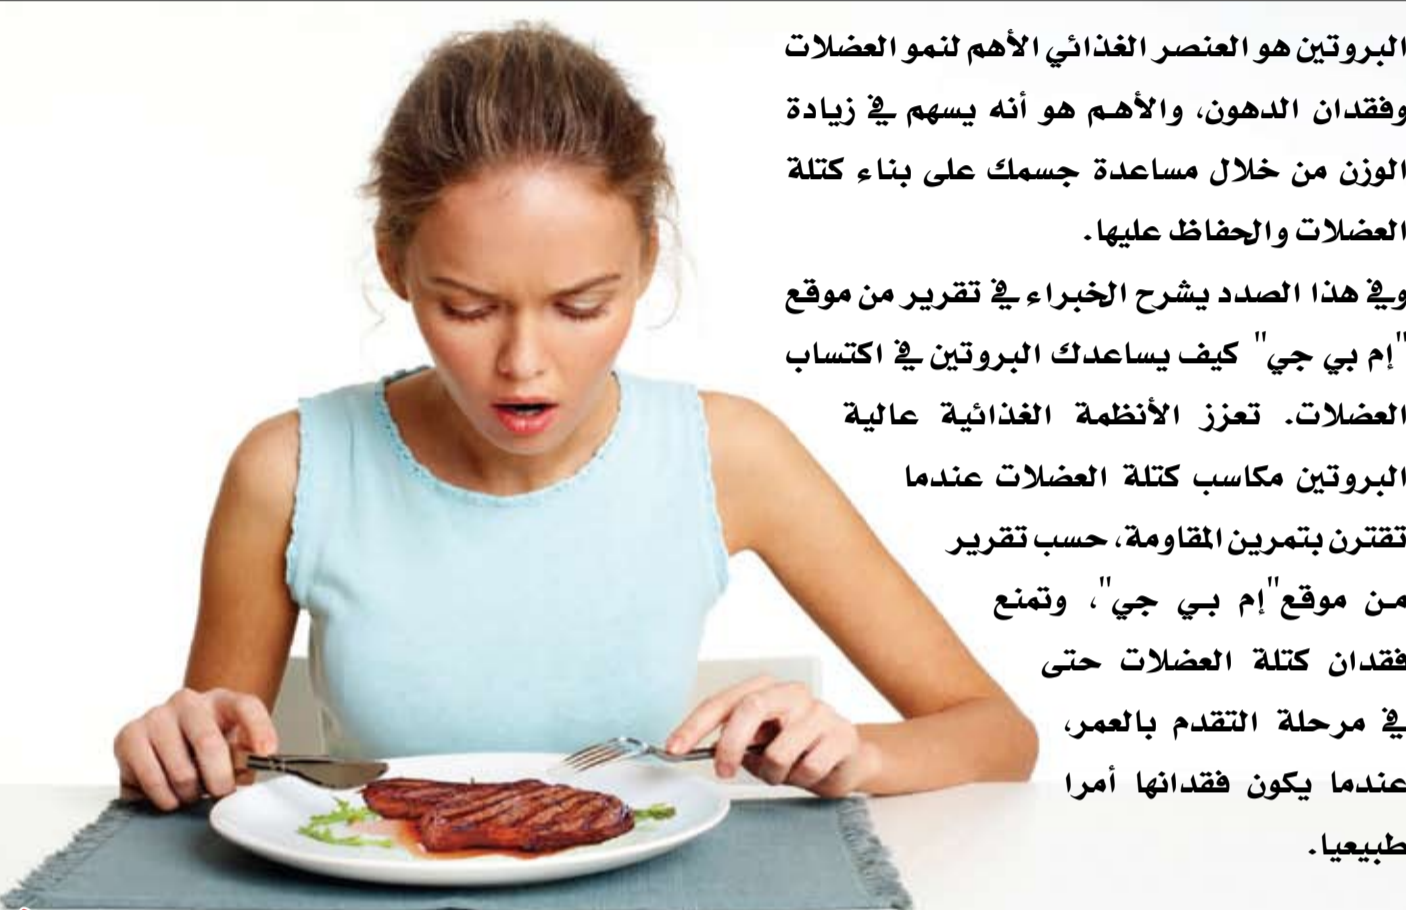 البروتين هو العنصر الغذائي الأهم لنمو العضلات
وفقدان الدهون، والأهم هو أنه يسهم في زيادة
الوزن من خلال مساعدة جسمك على بناء كتلة
العضلات والحفاظ عليها.
وفي هذا الصدد يشرح الخبراء في تقرير من موقع
"إم بي جي" كيف يساعدك البروتين في اكتساب
العضلات. تعزز الأنظمة الغذائية عالية
البروتين مكاسب كتلة العضلات عندما
تقترن بتمرين المقاومة، حسب تقرير
من موقع"إم بي جي"، وتمنع
فقدان كتلة العضلات حتى
في مرحلة التقدم بالعمر،
عندما يكون فقدانها أمرا
طبيعيا.